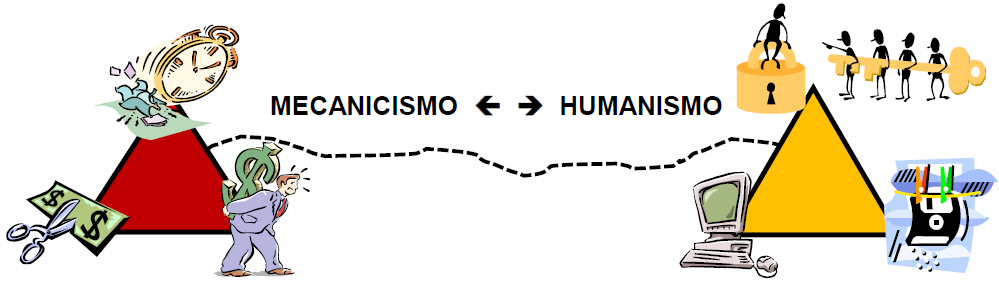 MECANICISMO 🡸 🡺 HUMANISMO
$ $
$